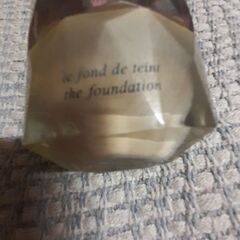 le fond de teint
the foundation